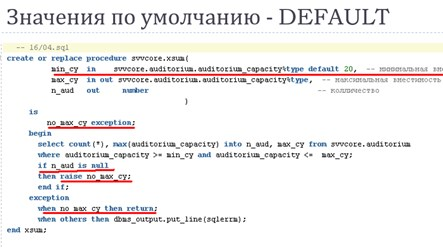 Значения по умолчанию - DEFAULT
-- 16/04.sql
create or replace procedure svvcore.xsum(
min_cy in svvcore.auditorium.auditorium_capacity%type default 20, -- минимальная
max_cy in out svvcore.auditorium.auditorium_capacity%type, -- максимальная вместимость
n_aud out number -- количество
)
is
no_max_cy exception;
begin
select count(*), max(auditorium_capacity) into n_aud, max_cy from svvcore.auditorium
where auditorium_capacity >= min_cy and auditorium_capacity <= max_cy;
if n_aud is null
then raise no_max_cy;
end if;
exception
when no_max_cy then return;
when others then dbms_output.put_line(sqlerrm);
end xsum;